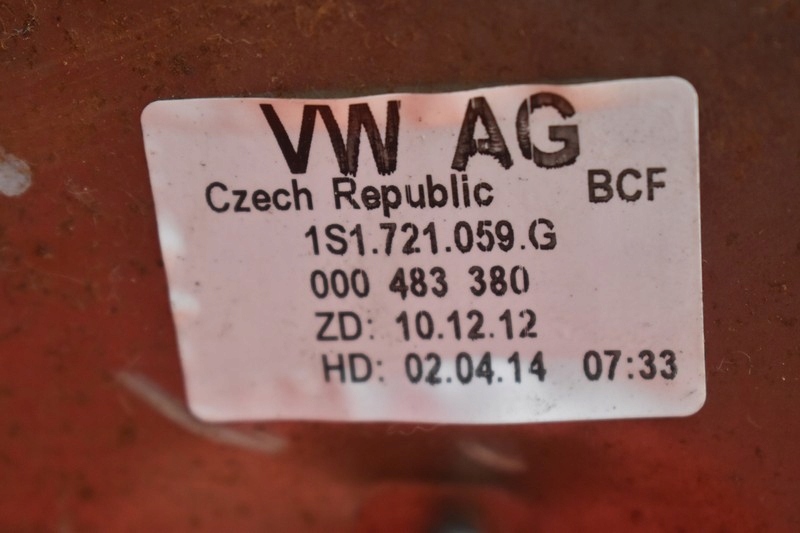 VW AG
Czech Republic BCF
1S1.721.059.G
000 483 380
ZD: 10.12.12
HD: 02.04.14 07:33